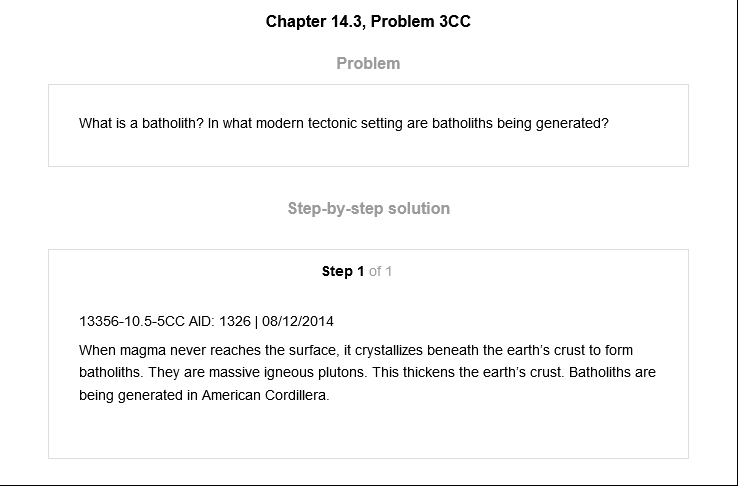 Chapter 14.3, Problem 3CC
Problem
What is a batholith? In what modern tectonic setting are batholiths being generated?
Step-by-step solution
Step 1 of 1
13356-10.5-5CC AID: 1326 | 08/12/2014
When magma never reaches the surface, it crystallizes beneath the earth’s crust to form
batholiths. They are massive igneous plutons. This thickens the earth’s crust. Batholiths are
being generated in American Cordillera.